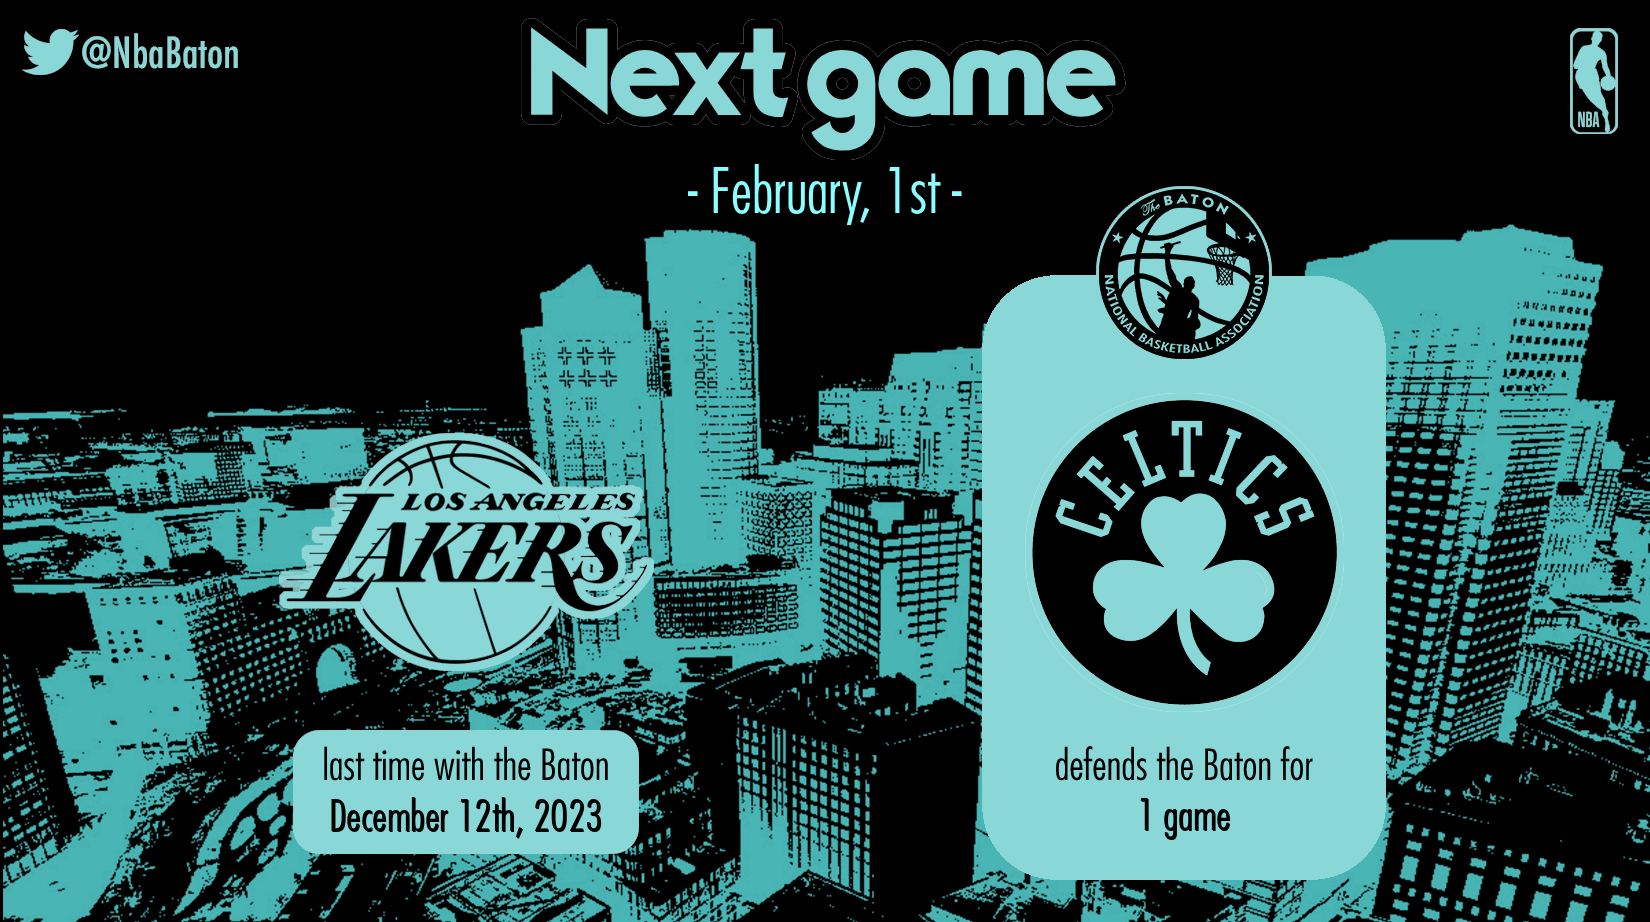 @NbaBaton
Next game
NBA
- February, 1st -
The BATON
NATIONAL BASKETBALL ASSOCIATION
CELTICS
LOS ANGELES
LAKERS
last time with the Baton
December 12th, 2023
defends the Baton for
1 game